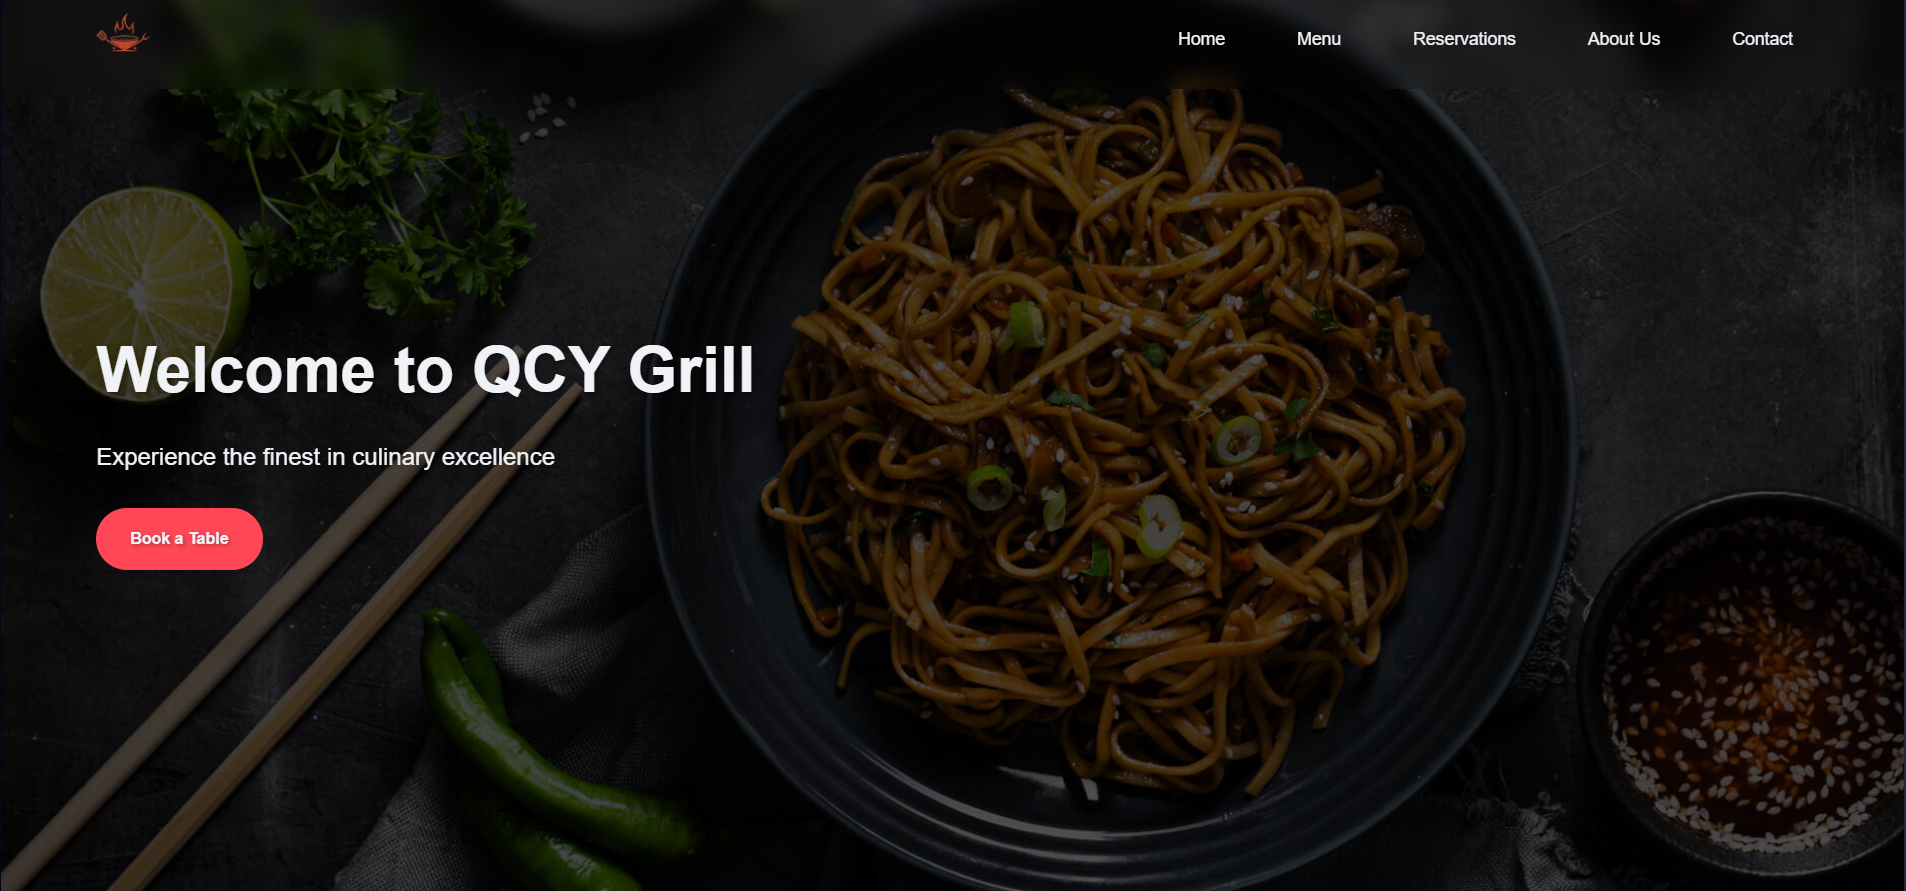 Home
Menu
Reservations
About Us
Contact
Welcome to QCY Grill
Experience the finest in culinary excellence
Book a Table